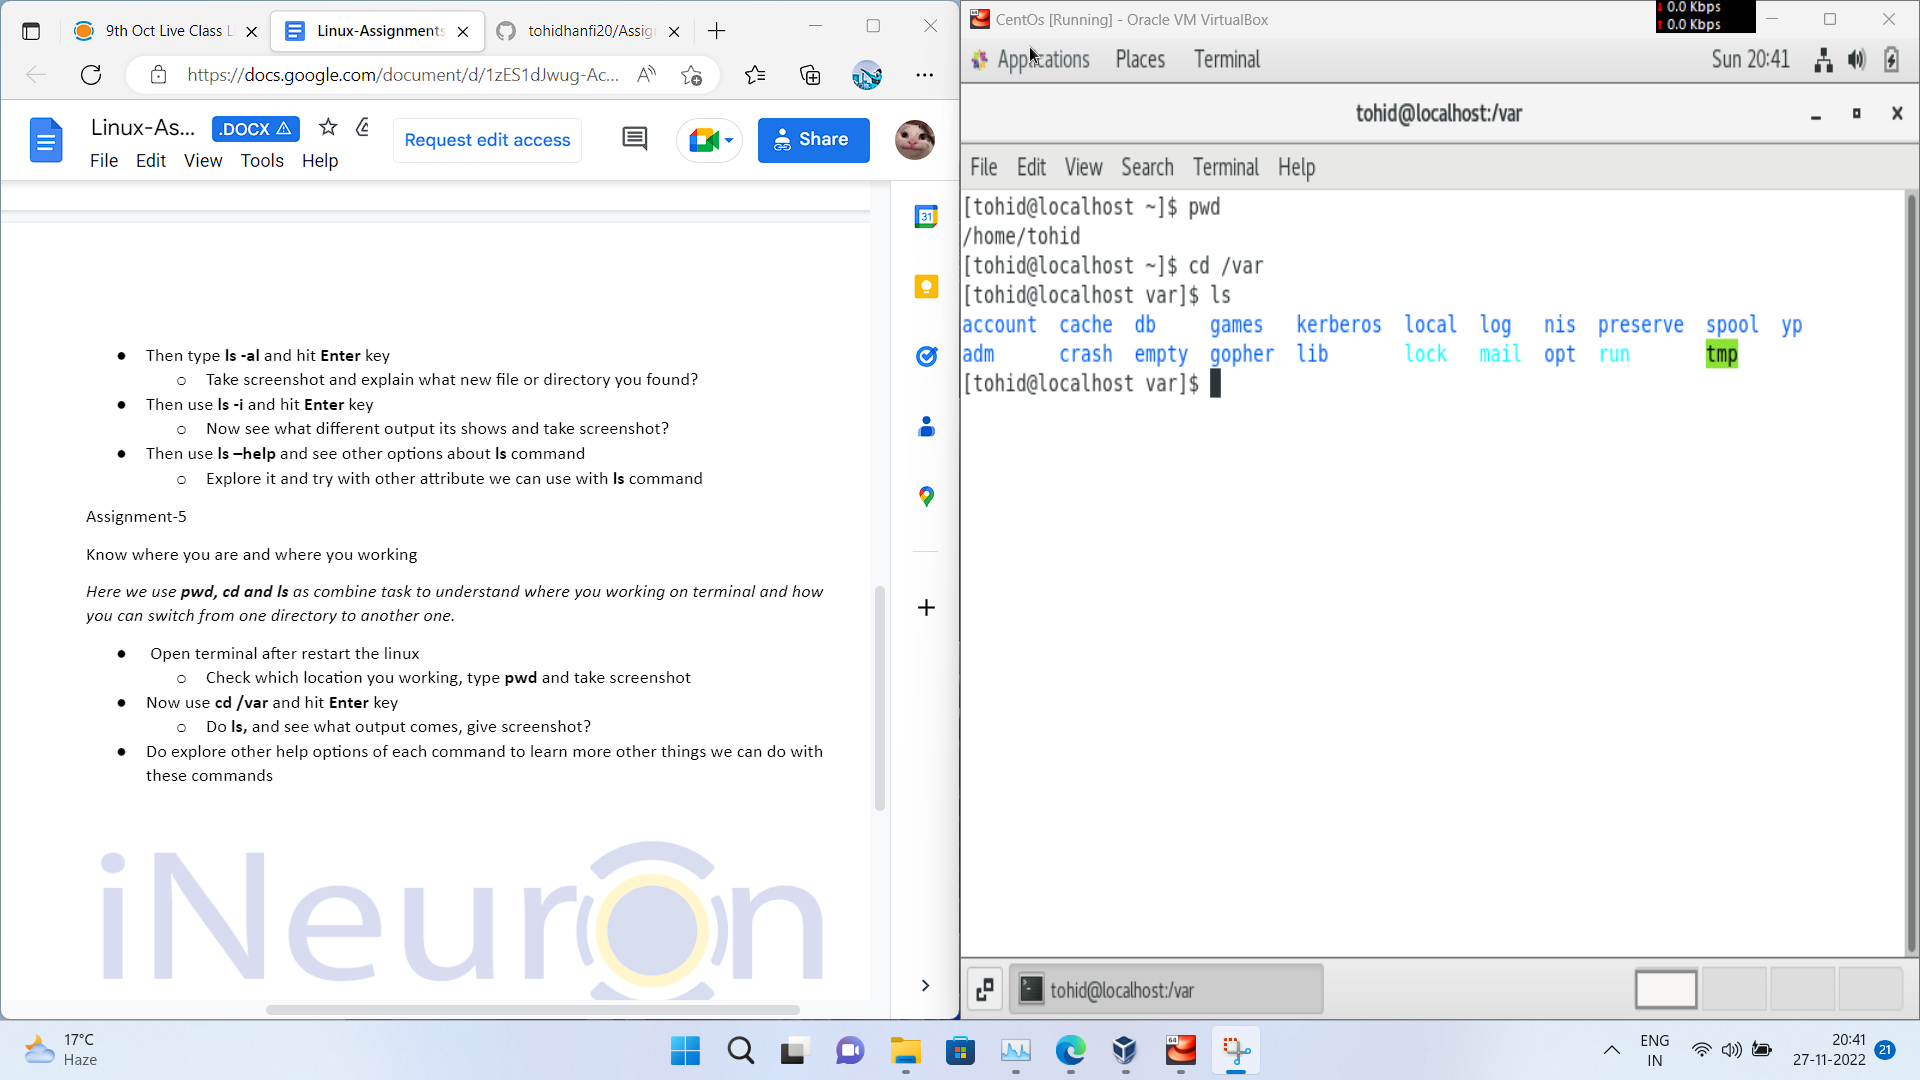 9th Oct Live Class L
Linux-Assignments
tohidhanfi20/Assig
https://docs.google.com/document/d/1zES1dJwug-Ac...
Linux-As...
.DOCX
Request edit access
Share
File Edit View Tools Help
31
● Then type ls -al and hit Enter key
○ Take screenshot and explain what new file or directory you found?
● Then use ls -i and hit Enter key
○ Now see what different output its shows and take screenshot?
● Then use ls –help and see other options about ls command
○ Explore it and try with other attribute we can use with ls command
Assignment-5
Know where you are and where you working
Here we use pwd, cd and ls as combine task to understand where you working on terminal and how
you can switch from one directory to another one.
● Open terminal after restart the linux
○ Check which location you working, type pwd and take screenshot
● Now use cd /var and hit Enter key
○ Do ls, and see what output comes, give screenshot?
● Do explore other help options of each command to learn more other things we can do with
these commands
iNeuron
CentOs [Running] - Oracle VM VirtualBox
0.0 Kbps
0.0 Kbps
Applications Places Terminal
Sun 20:41
tohid@localhost:/var
File Edit View Search Terminal Help
[tohid@localhost ~]$ pwd
/home/tohid
[tohid@localhost ~]$ cd /var
[tohid@localhost var]$ ls
account cache db games kerberos local log nis preserve spool yp
adm crash empty gopher lib lock mail opt run tmp
[tohid@localhost var]$
tohid@localhost:/var
17°C
Haze
64
ENG
IN
20:41
27-11-2022
21